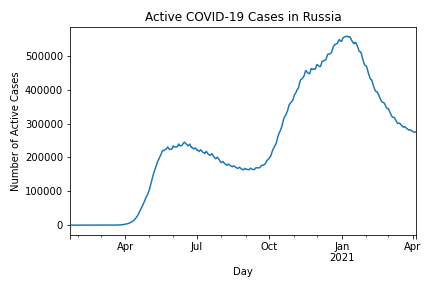 Active COVID-19 Cases in Russia
Number of Active Cases
500000
400000
300000
200000
100000
0
Apr
Jul
Oct
Jan
2021
Apr
Day